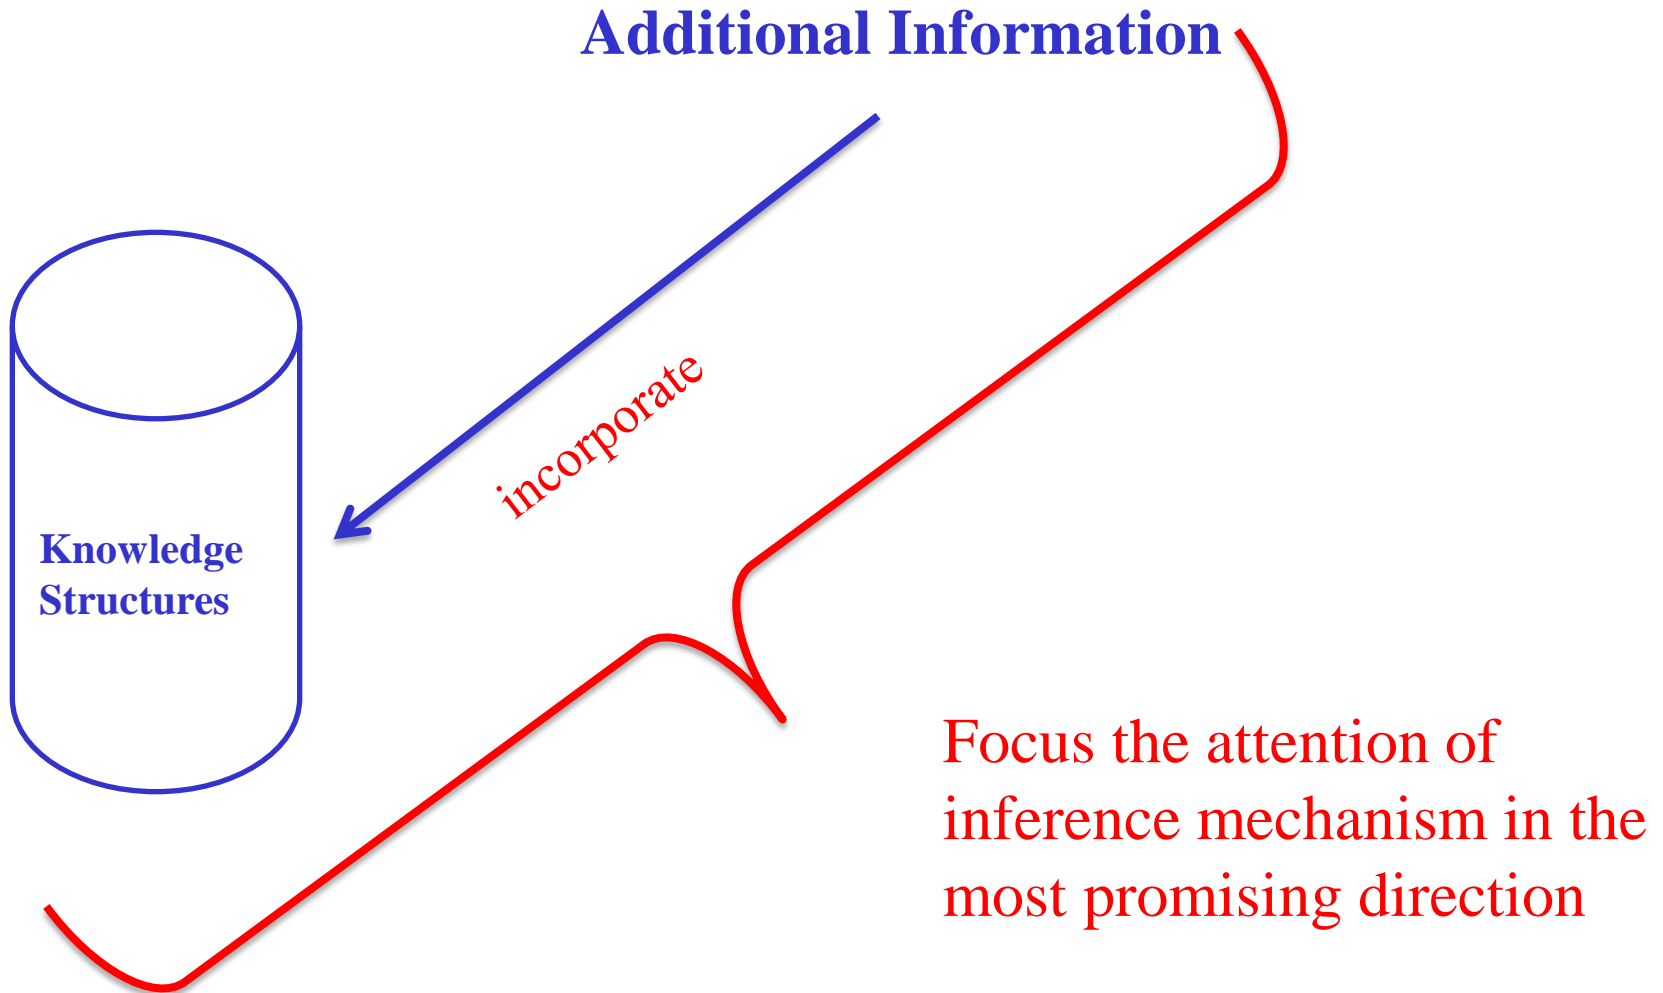 Additional Information
incorporate
Knowledge
Structures
Focus the attention of
inference mechanism in the
most promising direction